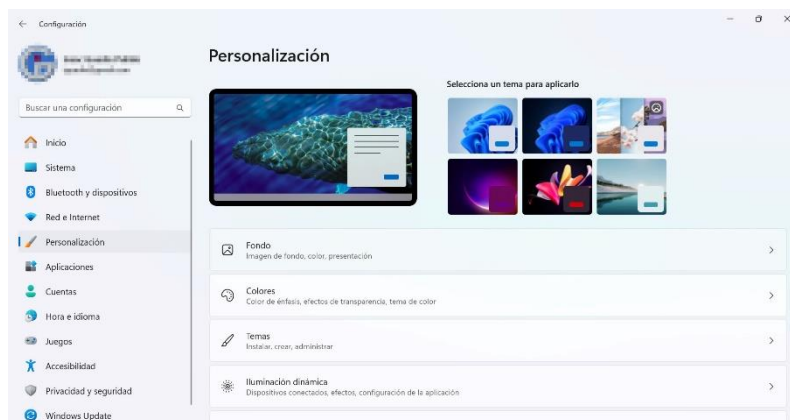 Configuración
Buscar una configuración
Inicio
Sistema
Bluetooth y dispositivos
Red e Internet
Personalización
Aplicaciones
Cuentas
Hora e idioma
Juegos
Accesibilidad
Privacidad y seguridad
Windows Update
Personalización
Selecciona un tema para aplicarlo
Fondo
Imagen de fondo, color, presentación
Colores
Color de énfasis, efectos de transparencia, tema de color
Temas
Instalar, crear, administrar
Iluminación dinámica
Dispositivos conectados, efectos, configuración de la aplicación